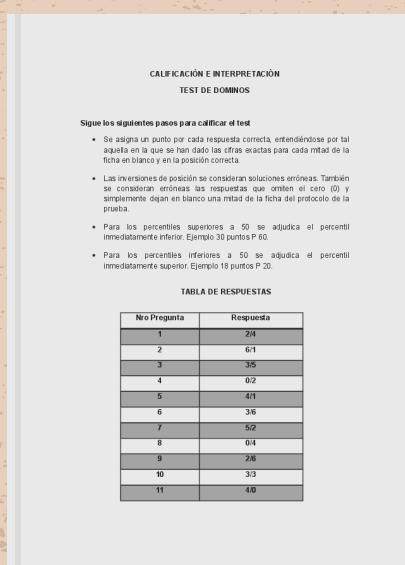 CALIFICACIÓN E INTERPRETACIÓN
TEST DE DOMINOS
Sigue los siguientes pasos para calificar el test
• Se asigna un punto por cada respuesta correcta, entendiéndose por tal
aquella en la que se han dado las cifras exactas para cada mitad de la
ficha en blanco y en la posición correcta.
• Las inversiones de posición se consideran soluciones erróneas. También
se consideran erróneas las respuestas que omiten el cero (0) y
simplemente dejan en blanco una mitad de la ficha del protocolo de la
prueba.
• Para los percentiles superiores a 50 se adjudica el percentil
inmediatamente inferior. Ejemplo 30 puntos P 60.
• Para los percentiles inferiores a 50 se adjudica el percentil
inmediatamente superior. Ejemplo 18 puntos P 20.
TABLA DE RESPUESTAS
Nro Pregunta Respuesta
1 2/4
2 6/1
3 3/5
4 0/2
5 4/1
6 3/6
7 5/2
8 0/4
9 2/6
10 3/3
11 4/0